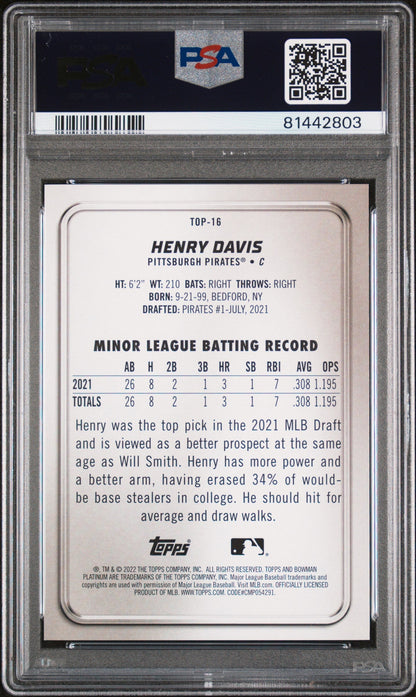 PSA
PSA
81442803
TOP-16
HENRY DAVIS
PITTSBURGH PIRATES® • C
HT: 6'2" WT: 210 BATS: RIGHT THROWS: RIGHT
BORN: 9-21-99, BEDFORD, NY
DRAFTED: PIRATES #1-JULY, 2021
MINOR LEAGUE BATTING RECORD
AB H 2B 3B HR SB RBI AVG OPS
2021 26 8 2 1 3 1 7 .308 1.195
TOTALS 26 8 2 1 3 1 7 .308 1.195
Henry was the top pick in the 2021 MLB Draft
and is viewed as a better prospect at the same
age as Will Smith. Henry has more power and
a better arm, having erased 34% of would-
be base stealers in college. He should hit for
average and draw walks.
Topps
®, TM & © 2022 THE TOPPS COMPANY, INC. ALL RIGHTS RESERVED. TOPPS AND BOWMAN
PLATINUM ARE TRADEMARKS OF THE TOPPS COMPANY, INC. Major League Baseball trademarks and
copyrights are used with permission of Major League Baseball. Visit MLB.com. OFFICIALLY LICENSED
PRODUCT OF MLB. WWW.TOPPS.COM. CODE#CMP054291.
PSA